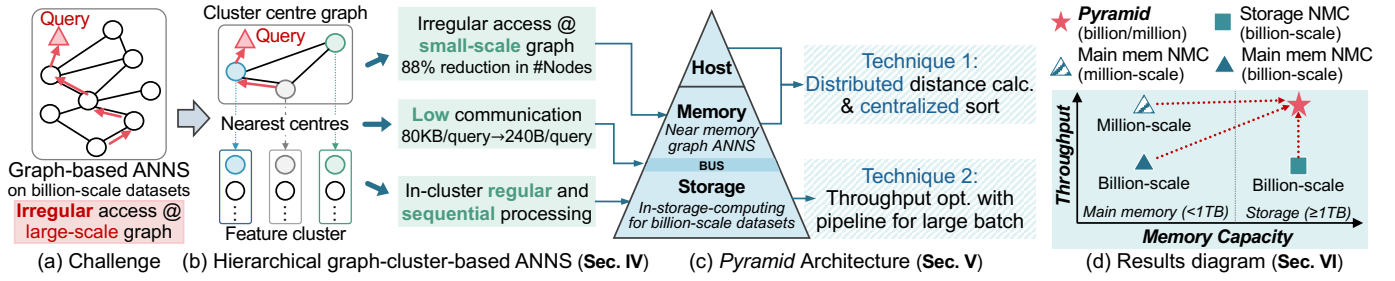 Query
Graph-based ANNS
on billion-scale datasets
Irregular access @
large-scale graph
(a) Challenge
Cluster centre graph
Query
Nearest centres
Feature cluster
Irregular access @
small-scale graph
88% reduction in #Nodes
Low communication
80KB/query→240B/query
In-cluster regular and
sequential processing
(b) Hierarchical graph-cluster-based ANNS (Sec. IV)
Host
Memory
Near memory
graph ANNS
BUS
Storage
In-storage-computing
for billion-scale datasets
Technique 1:
Distributed distance calc.
& centralized sort
Technique 2:
Throughput opt. with
pipeline for large batch
(c) Pyramid Architecture (Sec. V)
Pyramid
(billion/million)
Storage NMC
(billion-scale)
Main mem NMC
(million-scale)
Main mem NMC
(billion-scale)
Throughput
Million-scale
Billion-scale
Billion-scale
Main memory (<1TB)
Storage (≥1TB)
Memory Capacity
(d) Results diagram (Sec. VI)